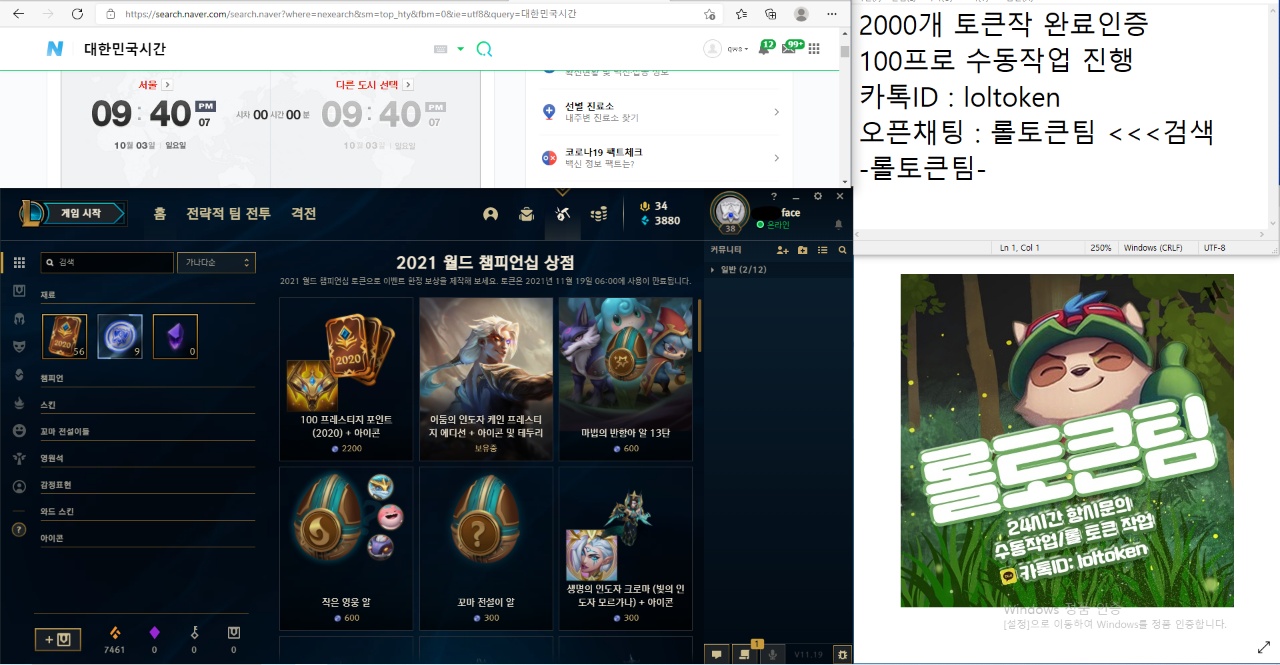 https://search.naver.com/search.naver?where=nexearch&sm=top_hty&fbm=0&ie=utf8&query=대한민국시간
N 대한민국시간
qws
12
99+
서울
다른 도시 선택
09:40 PM 07
시차 00 시간 00 분
09:40 PM 07
10월 03일 일요일
10월 03일 일요일
선별 진료소
내주변 진료소 찾기
코로나19 팩트체크
백신 정보 팩트는?
2000개 토큰작 완료인증
100프로 수동작업 진행
카톡ID : loltoken
오픈채팅 : 롤토큰팀 <<<검색
-롤토큰팀-
Ln 1, Col 1 250% Windows (CRLF) UTF-8
게임 시작
홈 전략적 팀 전투 격전
34
3880
38
face
온라인
커뮤니티
일반 (2/12)
검색
가나다순
재료
56
9
0
챔피언
스킨
꼬마 전설이들
영원석
감정표현
와드 스킨
아이콘
7461 0 0 0
2021 월드 챔피언십 상점
2021 월드 챔피언십 토큰으로 이벤트 한정 보상을 제작해 보세요. 토큰은 2021년 11월 19일 06:00에 사용이 만료됩니다.
2020
100 프레스티지 포인트
(2020) + 아이콘
2200
어둠의 인도자 케인 프레스티
지 에디션 + 아이콘 및 테두리
보유중
마법의 반항아 알 13탄
600
작은 영웅 알
600
꼬마 전설이 알
300
생명의 인도자 크로마 (빛의 인
도자 모르가나) + 아이콘
300
1
V11.19
롤토큰팀
24시간 항시문의
수동작업/롤 토큰 작업
카톡ID: loltoken
Windows 정품 인증
[설정]으로 이동하여 Windows를 정품 인증합니다.